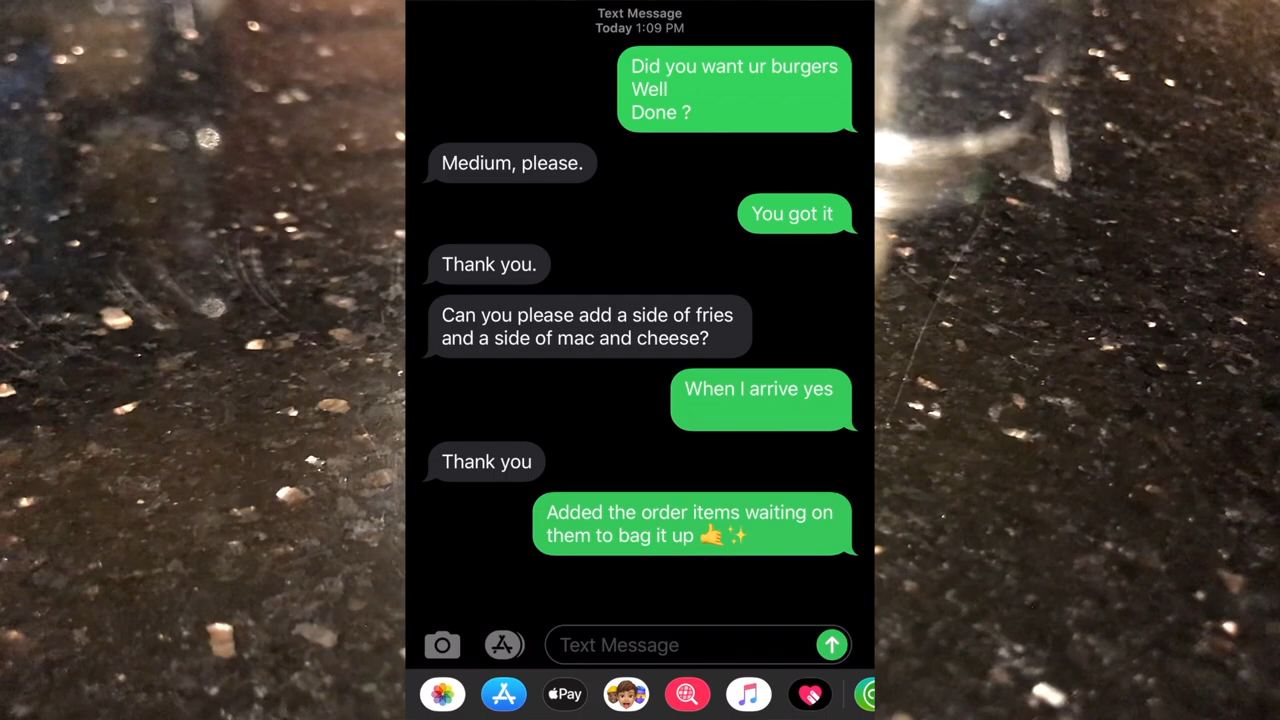 Text Message
Today 1:09 PM
Did you want ur burgers
Well
Done ?
Medium, please.
You got it
Thank you.
Can you please add a side of fries
and a side of mac and cheese?
When I arrive yes
Thank you
Added the order items waiting on
them to bag it up 🤙✨
Text Message
Pay